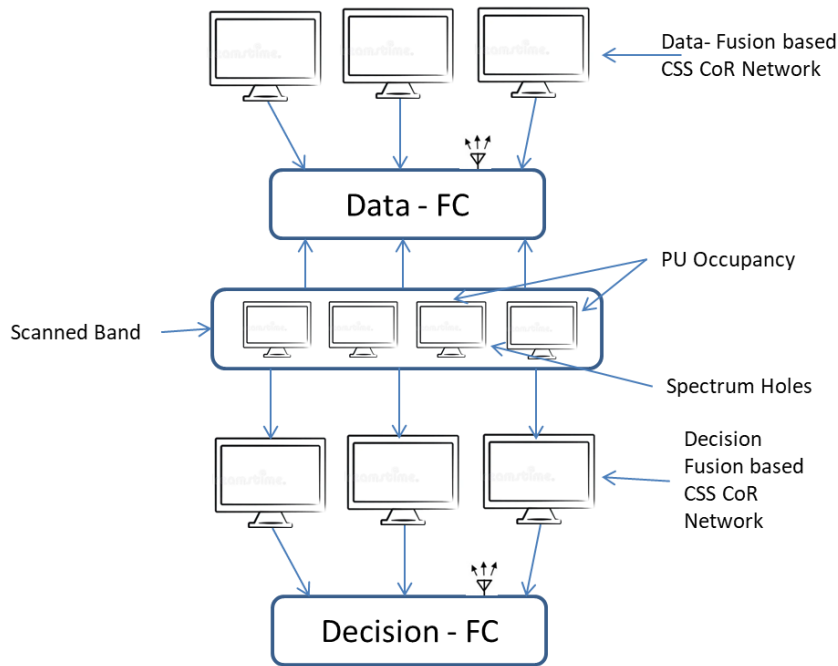 Data- Fusion based
CSS CoR Network
Data - FC
PU Occupancy
Scanned Band
Spectrum Holes
Decision
Fusion based
CSS CoR
Network
Decision - FC